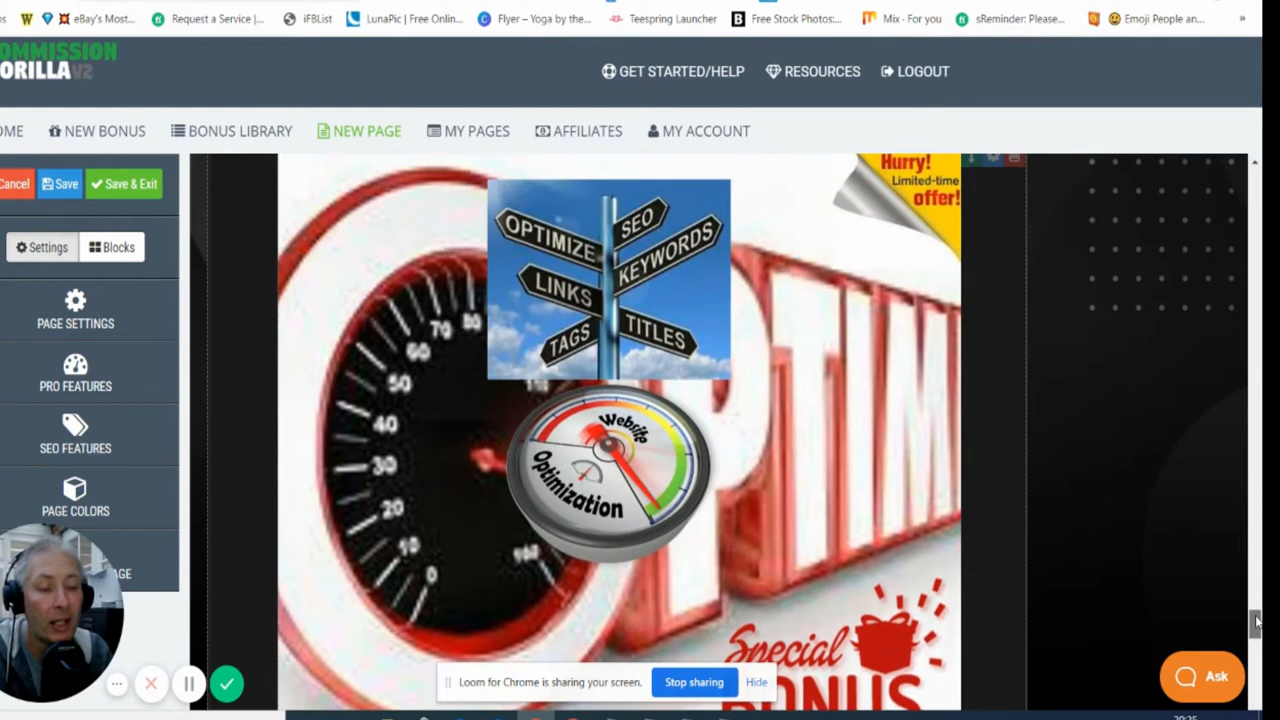 eBay's Most...
Request a Service |...
iFBList
LunaPic | Free Onlin...
Flyer – Yoga by the...
Teespring Launcher
Free Stock Photos:...
Mix · For you
sReminder: Please...
Emoji People an...
»
OMMISSION
ORILLA V2
GET STARTED/HELP
RESOURCES
LOGOUT
OME
NEW BONUS
BONUS LIBRARY
NEW PAGE
MY PAGES
AFFILIATES
MY ACCOUNT
Cancel
Save
Save & Exit
Settings
Blocks
PAGE SETTINGS
PRO FEATURES
SEO FEATURES
PAGE COLORS
AGE
Hurry!
Limited-time
offer!
OPTIMIZE
SEO
KEYWORDS
LINKS
TAGS
TITLES
80
70
60
50
40
30
20
10
0
PTIM
Website
Optimization
Special
BONUS
Loom for Chrome is sharing your screen.
Stop sharing
Hide
Ask